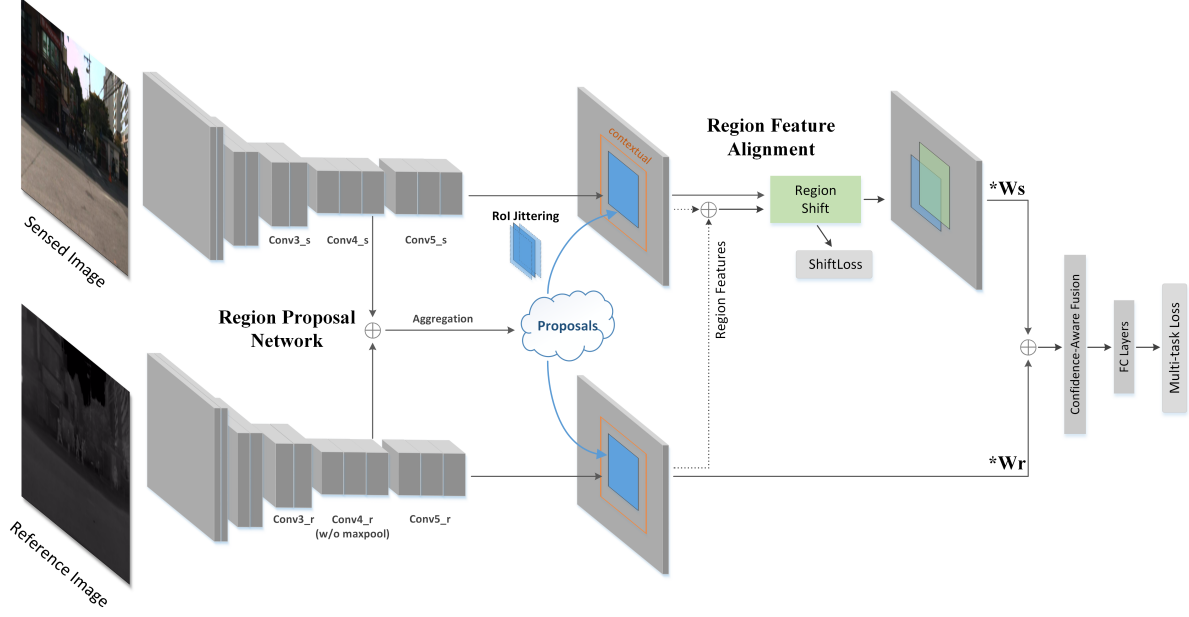 Sensed Image
Conv3_s
Conv4_s
Conv5_s
RoI Jittering
contextual
Region Feature
Alignment
Region
Shift
ShiftLoss
*Ws
Region Proposal
Network
Aggregation
Proposals
Region Features
Confidence-Aware Fusion
FC Layers
Multi-task Loss
Reference Image
Conv3_r
Conv4_r
(w/o maxpool)
Conv5_r
*Wr